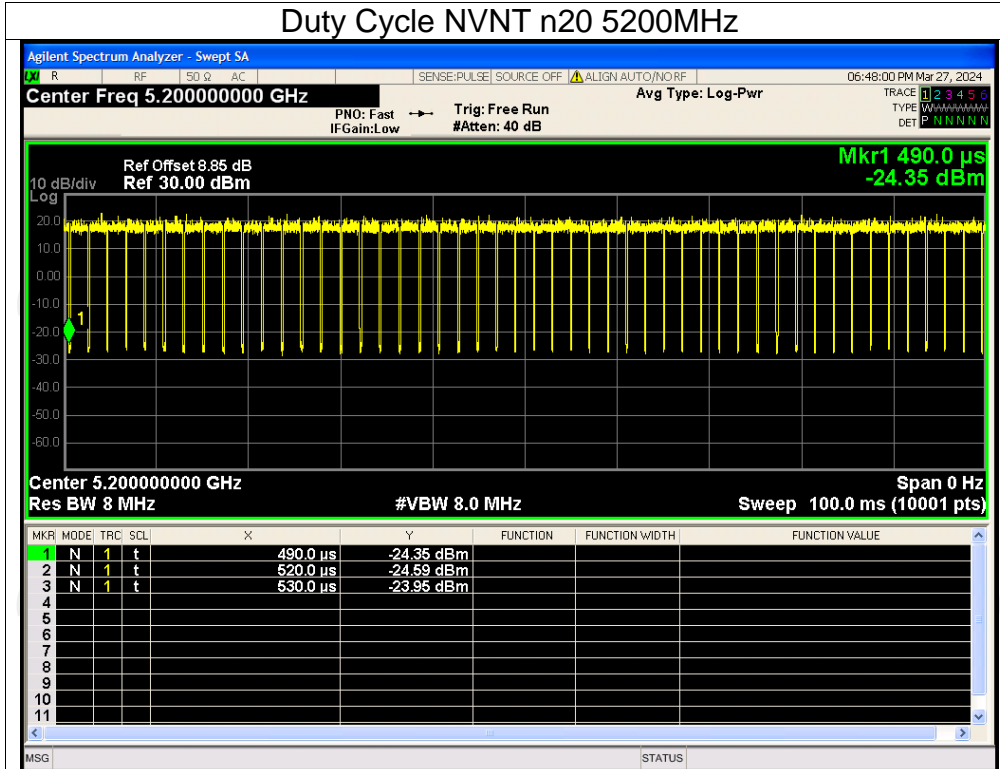 Duty Cycle NVNT n20 5200MHz
Agilent Spectrum Analyzer - Swept SA
LXI R RF 50 Ω AC SENSE:PULSE SOURCE OFF ALIGN AUTO/NO RF 06:48:00 PM Mar 27, 2024
Center Freq 5.200000000 GHz Avg Type: Log-Pwr TRACE 1 2 3 4 5 6
PNO: Fast Trig: Free Run TYPE WWWWWWW
IFGain:Low #Atten: 40 dB DET P N N N N N
Mkr1 490.0 µs
Ref Offset 8.85 dB
10 dB/div Ref 30.00 dBm -24.35 dBm
Log
20.0
10.0
0.00
-10.0
1
-20.0
-30.0
-40.0
-50.0
-60.0
Center 5.200000000 GHz Span 0 Hz
Res BW 8 MHz #VBW 8.0 MHz Sweep 100.0 ms (10001 pts)
MKR MODE TRC SCL X Y FUNCTION FUNCTION WIDTH FUNCTION VALUE
1 N 1 t 490.0 µs -24.35 dBm
2 N 1 t 520.0 µs -24.59 dBm
3 N 1 t 530.0 µs -23.95 dBm
4
5
6
7
8
9
10
11
MSG STATUS